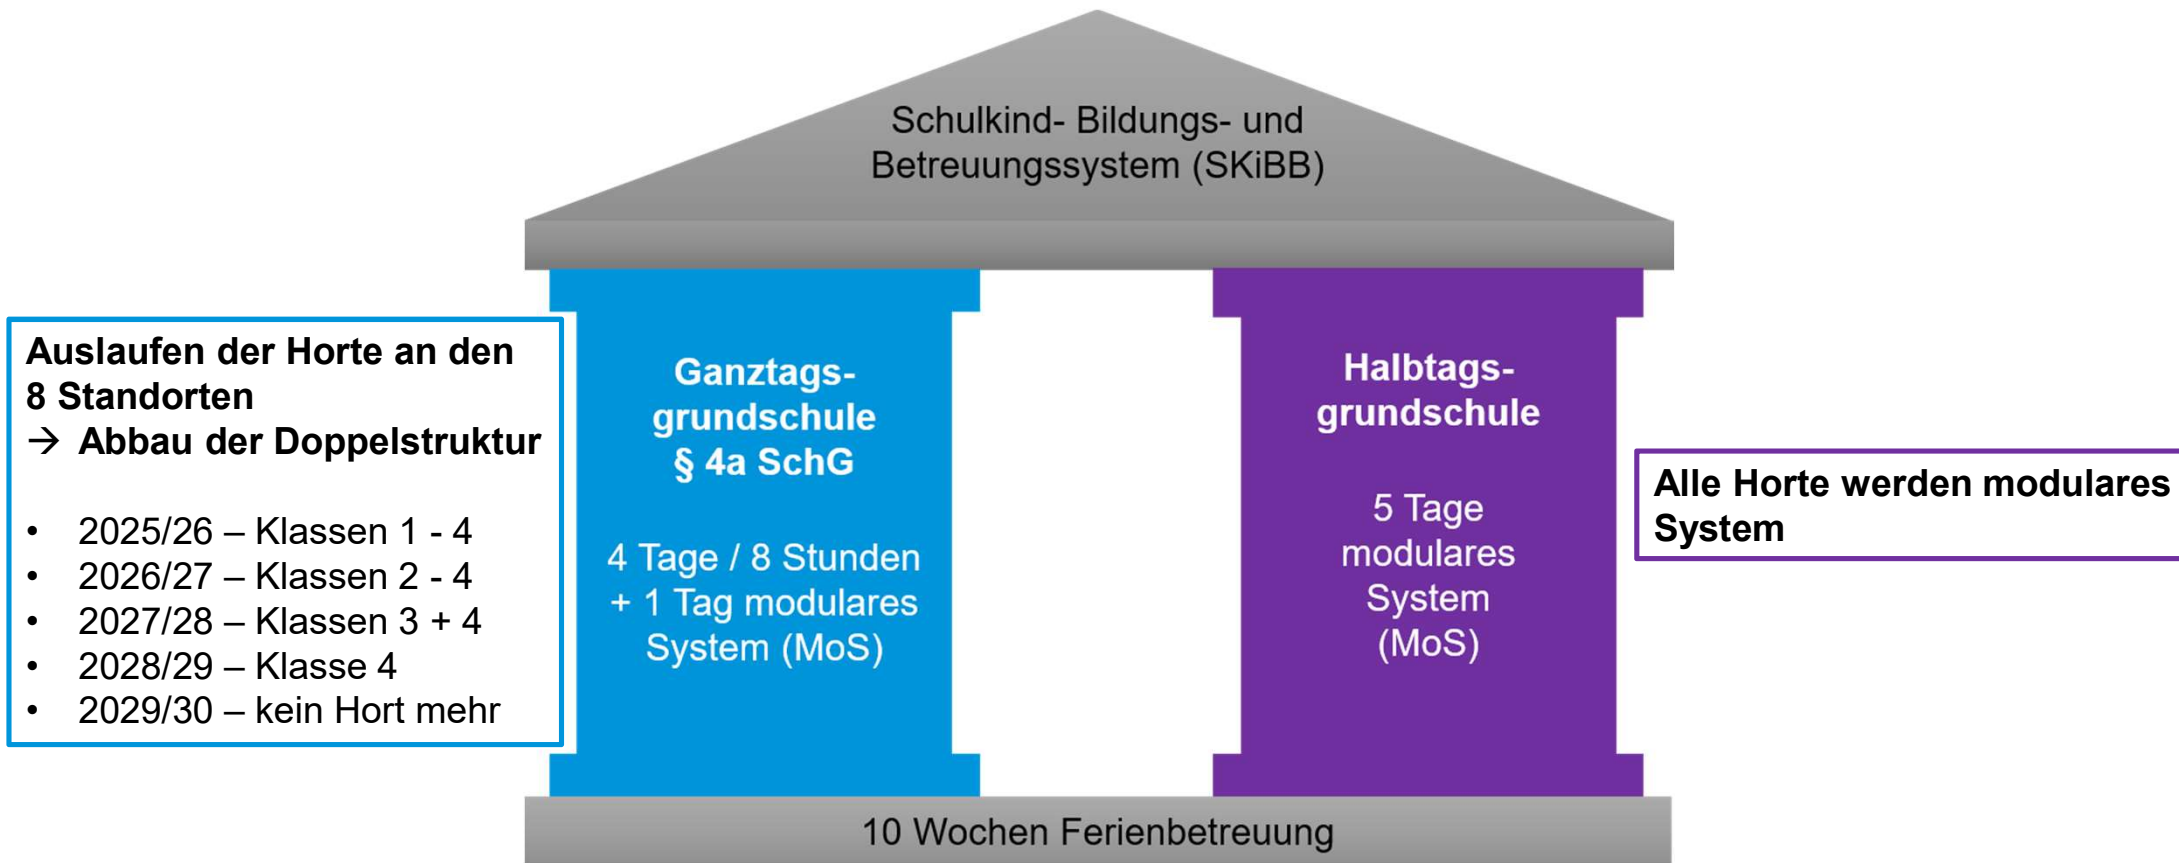 Schulkind- Bildungs- und
Betreuungssystem (SKiBB)
Auslaufen der Horte an den
8 Standorten
→ Abbau der Doppelstruktur
• 2025/26 – Klassen 1 - 4
• 2026/27 – Klassen 2 - 4
• 2027/28 – Klassen 3 + 4
• 2028/29 – Klasse 4
• 2029/30 – kein Hort mehr
Ganztags-
grundschule
§ 4a SchG
4 Tage / 8 Stunden
+ 1 Tag modulares
System (MoS)
Halbtags-
grundschule
5 Tage
modulares
System
(MoS)
Alle Horte werden modulares
System
10 Wochen Ferienbetreuung